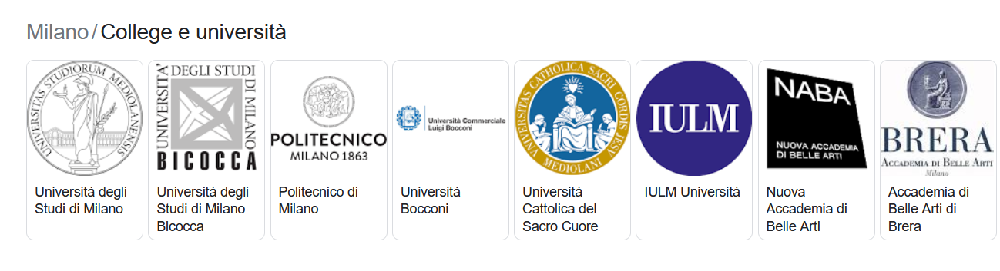 Milano / College e università
UNIVERSITAS STUDIORUM MEDIOLANENSIS
Università degli
Studi di Milano
UNIVERSITA' DEGLI STUDI DI MILANO
BICOCCA
Università degli
Studi di Milano
Bicocca
POLITECNICO
MILANO 1863
Politecnico di
Milano
Università Commerciale
Luigi Bocconi
Università
Bocconi
UNIVERSITAS CATHOLICA SACRI CORDIS JESU
MEDIOLANI
Università
Cattolica del
Sacro Cuore
IULM
IULM Università
NABA
NUOVA ACCADEMIA
DI BELLE ARTI
Nuova
Accademia di
Belle Arti
BRERA
ACCADEMIA DI BELLE ARTI
Milano
Accademia di
Belle Arti di
Brera